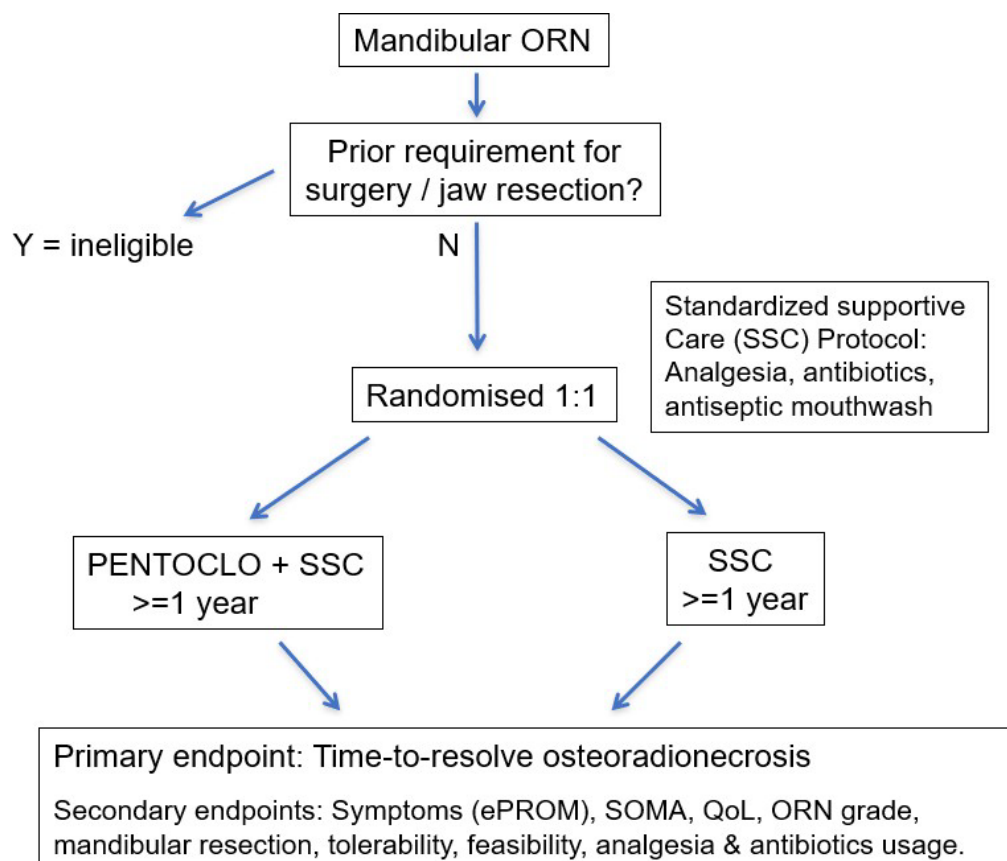 Mandibular ORN
Prior requirement for
surgery / jaw resection?
Y = ineligible
N
Standardized supportive
Care (SSC) Protocol:
Analgesia, antibiotics,
antiseptic mouthwash
Randomised 1:1
PENTOCLO + SSC
>=1 year
SSC
>=1 year
Primary endpoint: Time-to-resolve osteoradionecrosis
Secondary endpoints: Symptoms (ePROM), SOMA, QoL, ORN grade,
mandibular resection, tolerability, feasibility, analgesia & antibiotics usage.